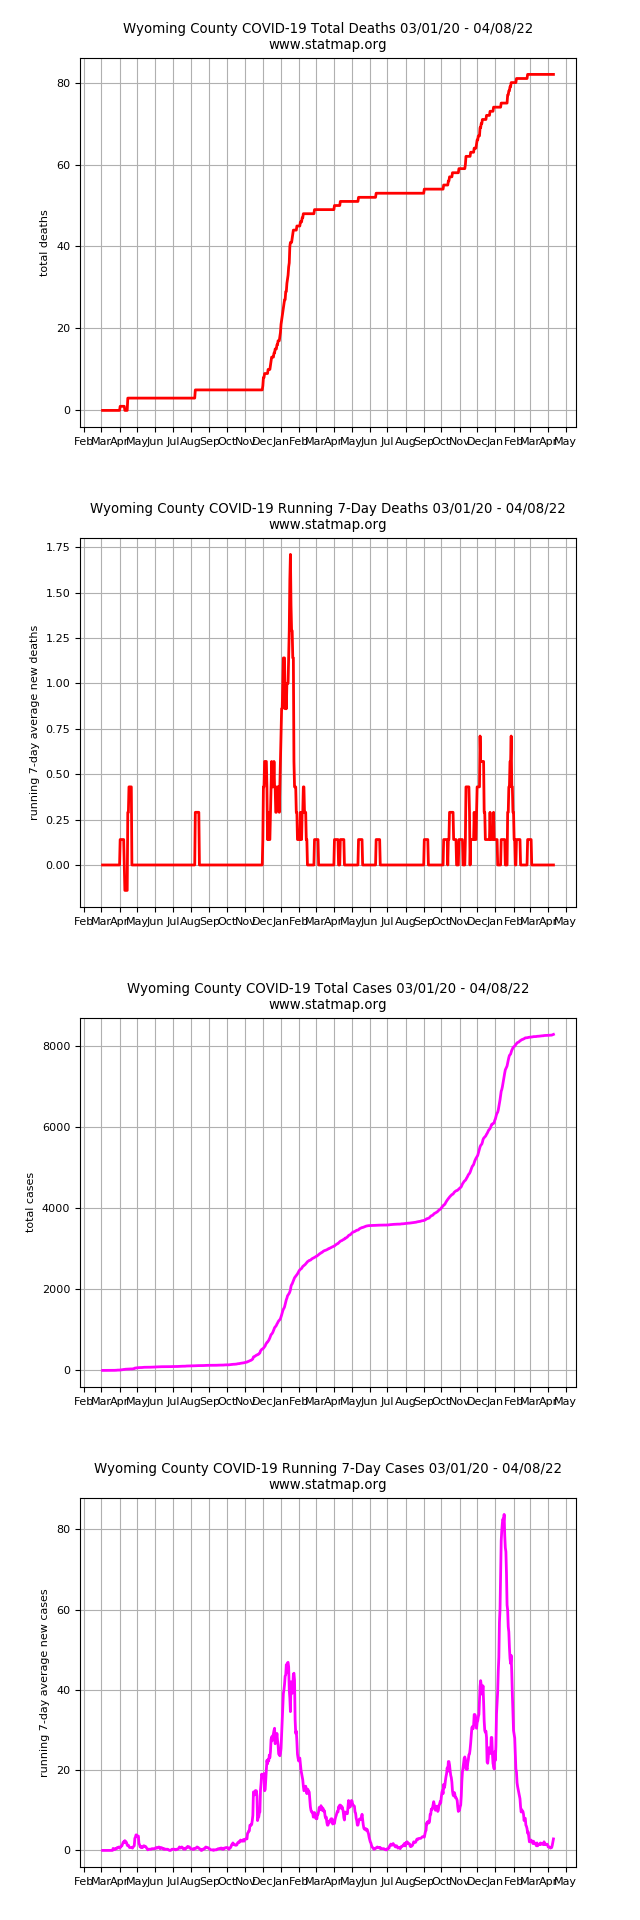 Wyoming County COVID-19 Total Deaths 03/01/20 - 04/08/22
www.statmap.org
80
60
40
20
0
total deaths
Feb Mar Apr May Jun Jul Aug Sep Oct Nov Dec Jan Feb Mar Apr May Jun Jul Aug Sep Oct Nov Dec Jan Feb Mar Apr May
Wyoming County COVID-19 Running 7-Day Deaths 03/01/20 - 04/08/22
www.statmap.org
1.75
1.50
1.25
1.00
0.75
0.50
0.25
0.00
running 7-day average new deaths
Feb Mar Apr May Jun Jul Aug Sep Oct Nov Dec Jan Feb Mar Apr May Jun Jul Aug Sep Oct Nov Dec Jan Feb Mar Apr May
Wyoming County COVID-19 Total Cases 03/01/20 - 04/08/22
www.statmap.org
8000
6000
4000
2000
0
total cases
Feb Mar Apr May Jun Jul Aug Sep Oct Nov Dec Jan Feb Mar Apr May Jun Jul Aug Sep Oct Nov Dec Jan Feb Mar Apr May
Wyoming County COVID-19 Running 7-Day Cases 03/01/20 - 04/08/22
www.statmap.org
80
60
40
20
0
running 7-day average new cases
Feb Mar Apr May Jun Jul Aug Sep Oct Nov Dec Jan Feb Mar Apr May Jun Jul Aug Sep Oct Nov Dec Jan Feb Mar Apr May